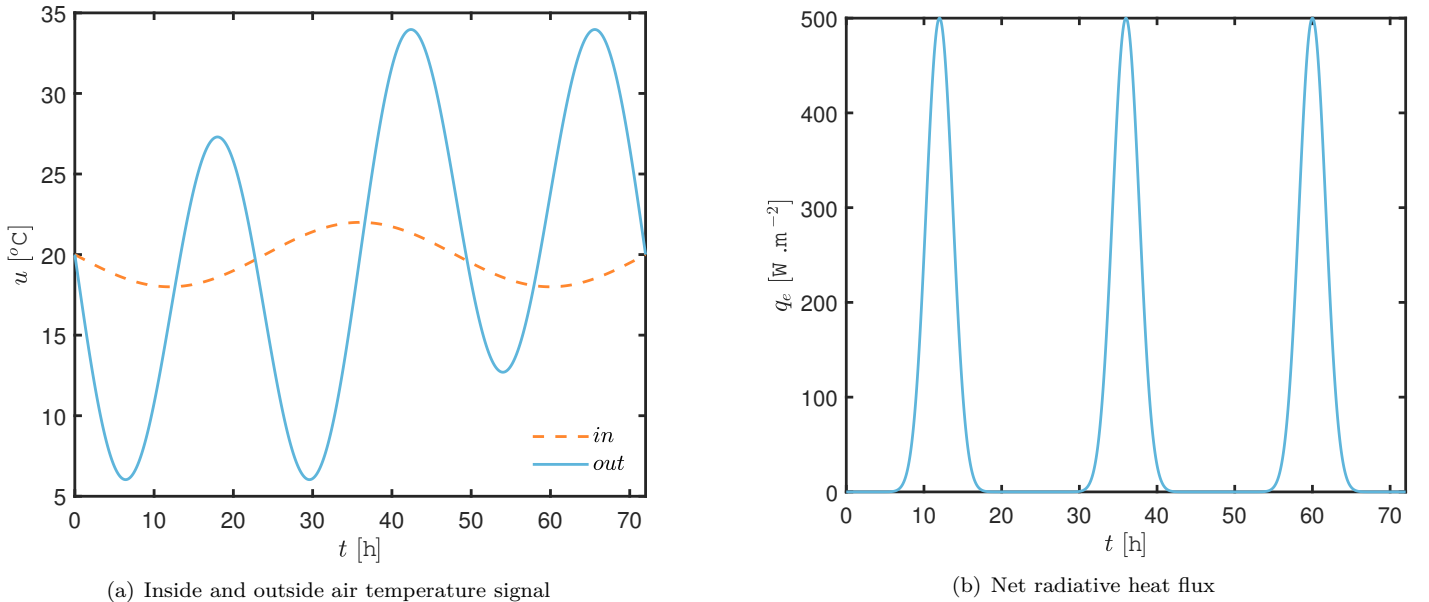 35
30
25
20
15
10
5
u [°C]
in
out
0 10 20 30 40 50 60 70
t [h]
(a) Inside and outside air temperature signal
500
400
300
200
100
0
q_e [W .m⁻²]
0 10 20 30 40 50 60 70
t [h]
(b) Net radiative heat flux